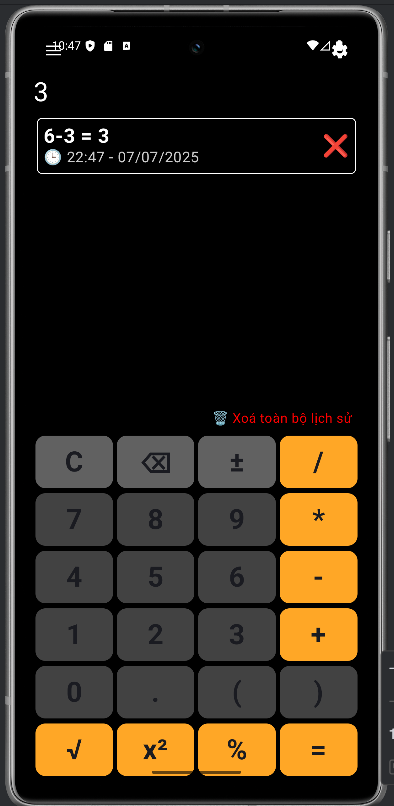 10:47
3
6-3 = 3
22:47 - 07/07/2025
Xoá toàn bộ lịch sử
C ⌫ ± /
7 8 9 *
4 5 6 -
1 2 3 +
0 . ( )
√ x² % =